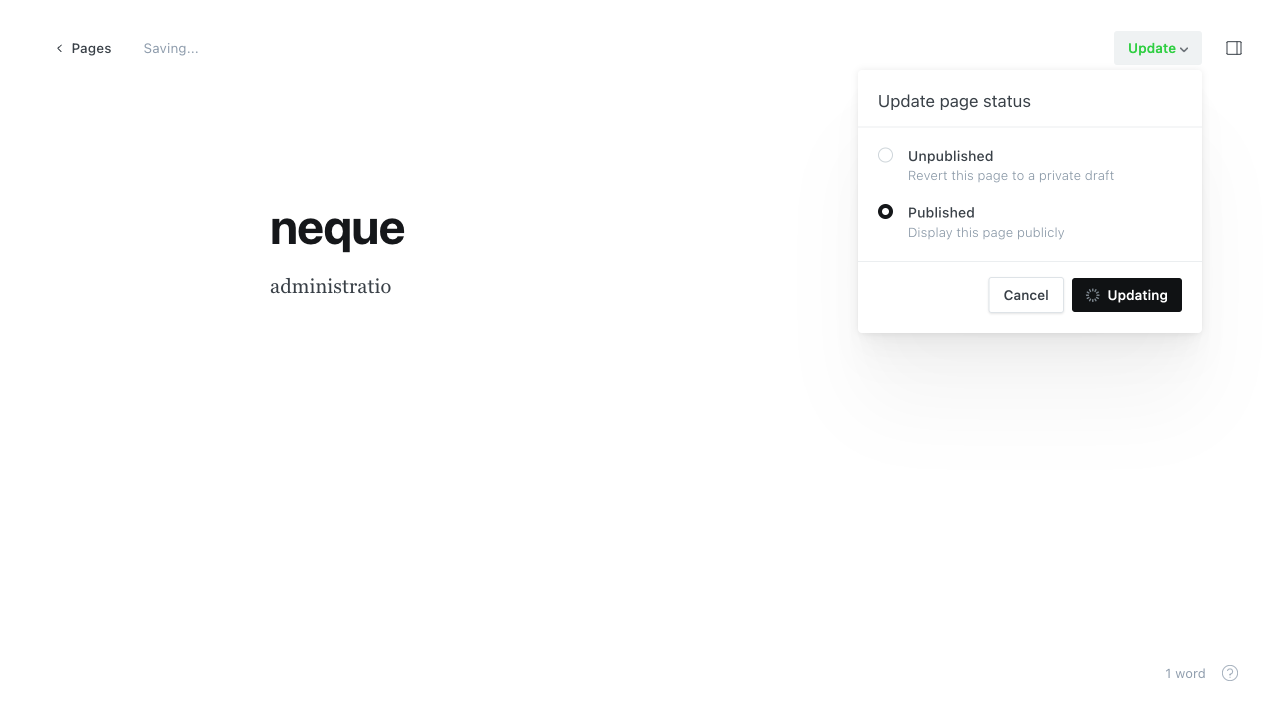 Pages
Saving...
Update
Update page status
Unpublished
Revert this page to a private draft
Published
Display this page publicly
Cancel
Updating
neque
administratio
1 word